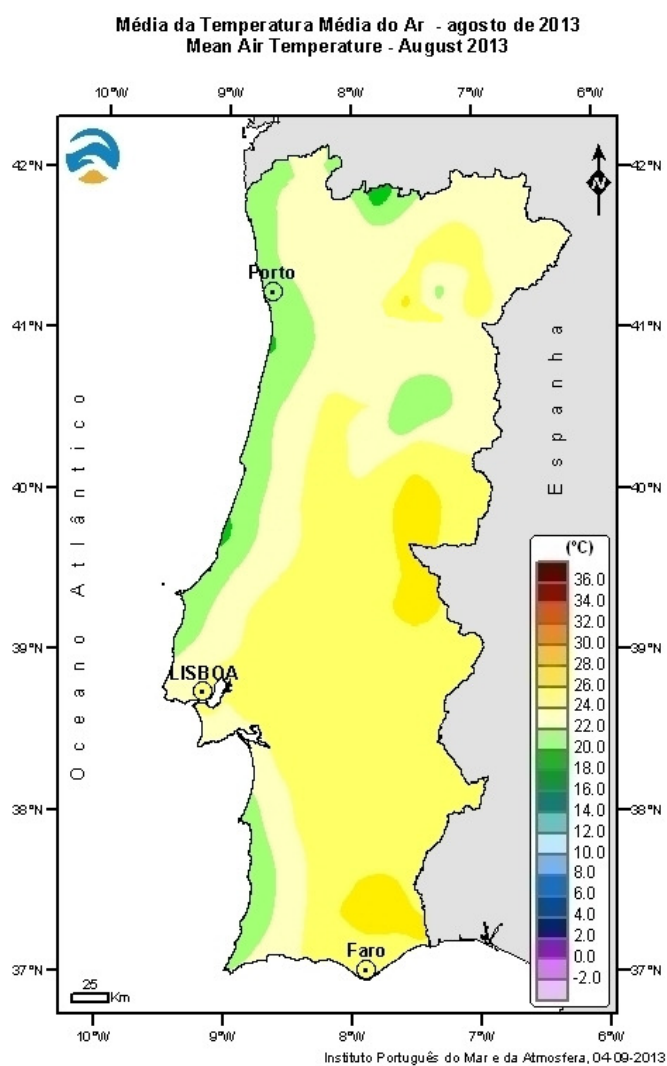 Média da Temperatura Média do Ar - agosto de 2013
Mean Air Temperature - August 2013
10°W 9°W 8°W 7°W 6°W
42°N 42°N
N
Porto
41°N 41°N
Espanha
Oceano Atlântico
40°N 40°N
(°C)
36.0
34.0
32.0
30.0
28.0
26.0
24.0
22.0
20.0
18.0
16.0
14.0
12.0
10.0
8.0
6.0
4.0
2.0
0.0
-2.0
39°N 39°N
LISBOA
38°N 38°N
Faro
37°N 37°N
25
Km
10°W 9°W 8°W 7°W 6°W
Instituto Português do Mar e da Atmosfera, 04-09-2013